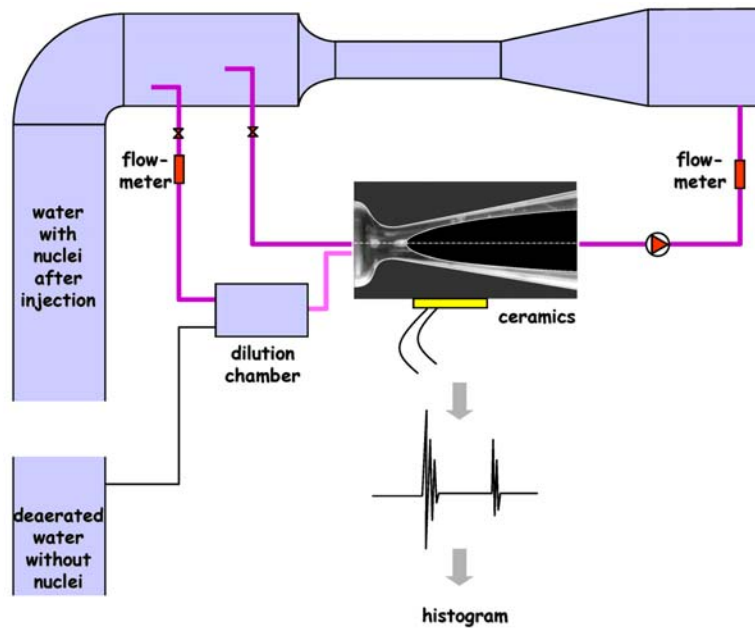 flow-
meter
flow-
meter
water
with
nuclei
after
injection
ceramics
dilution
chamber
deaerated
water
without
nuclei
histogram